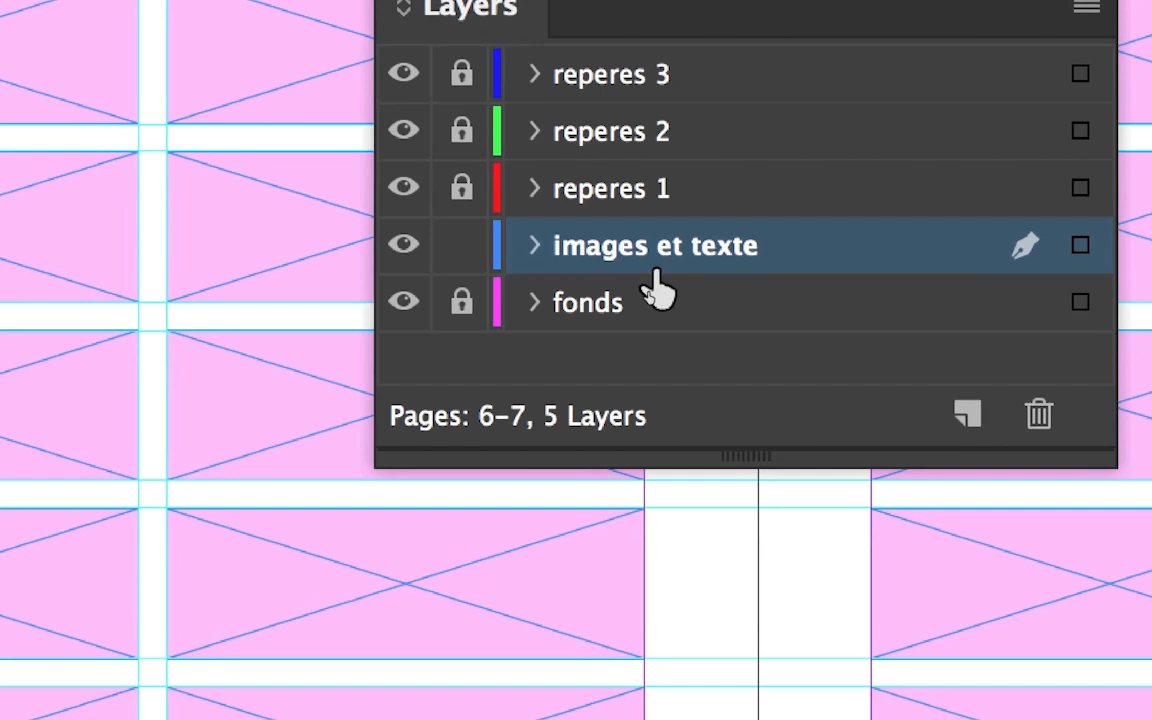 Layers
reperes 3
reperes 2
reperes 1
images et texte
fonds
Pages: 6–7, 5 Layers